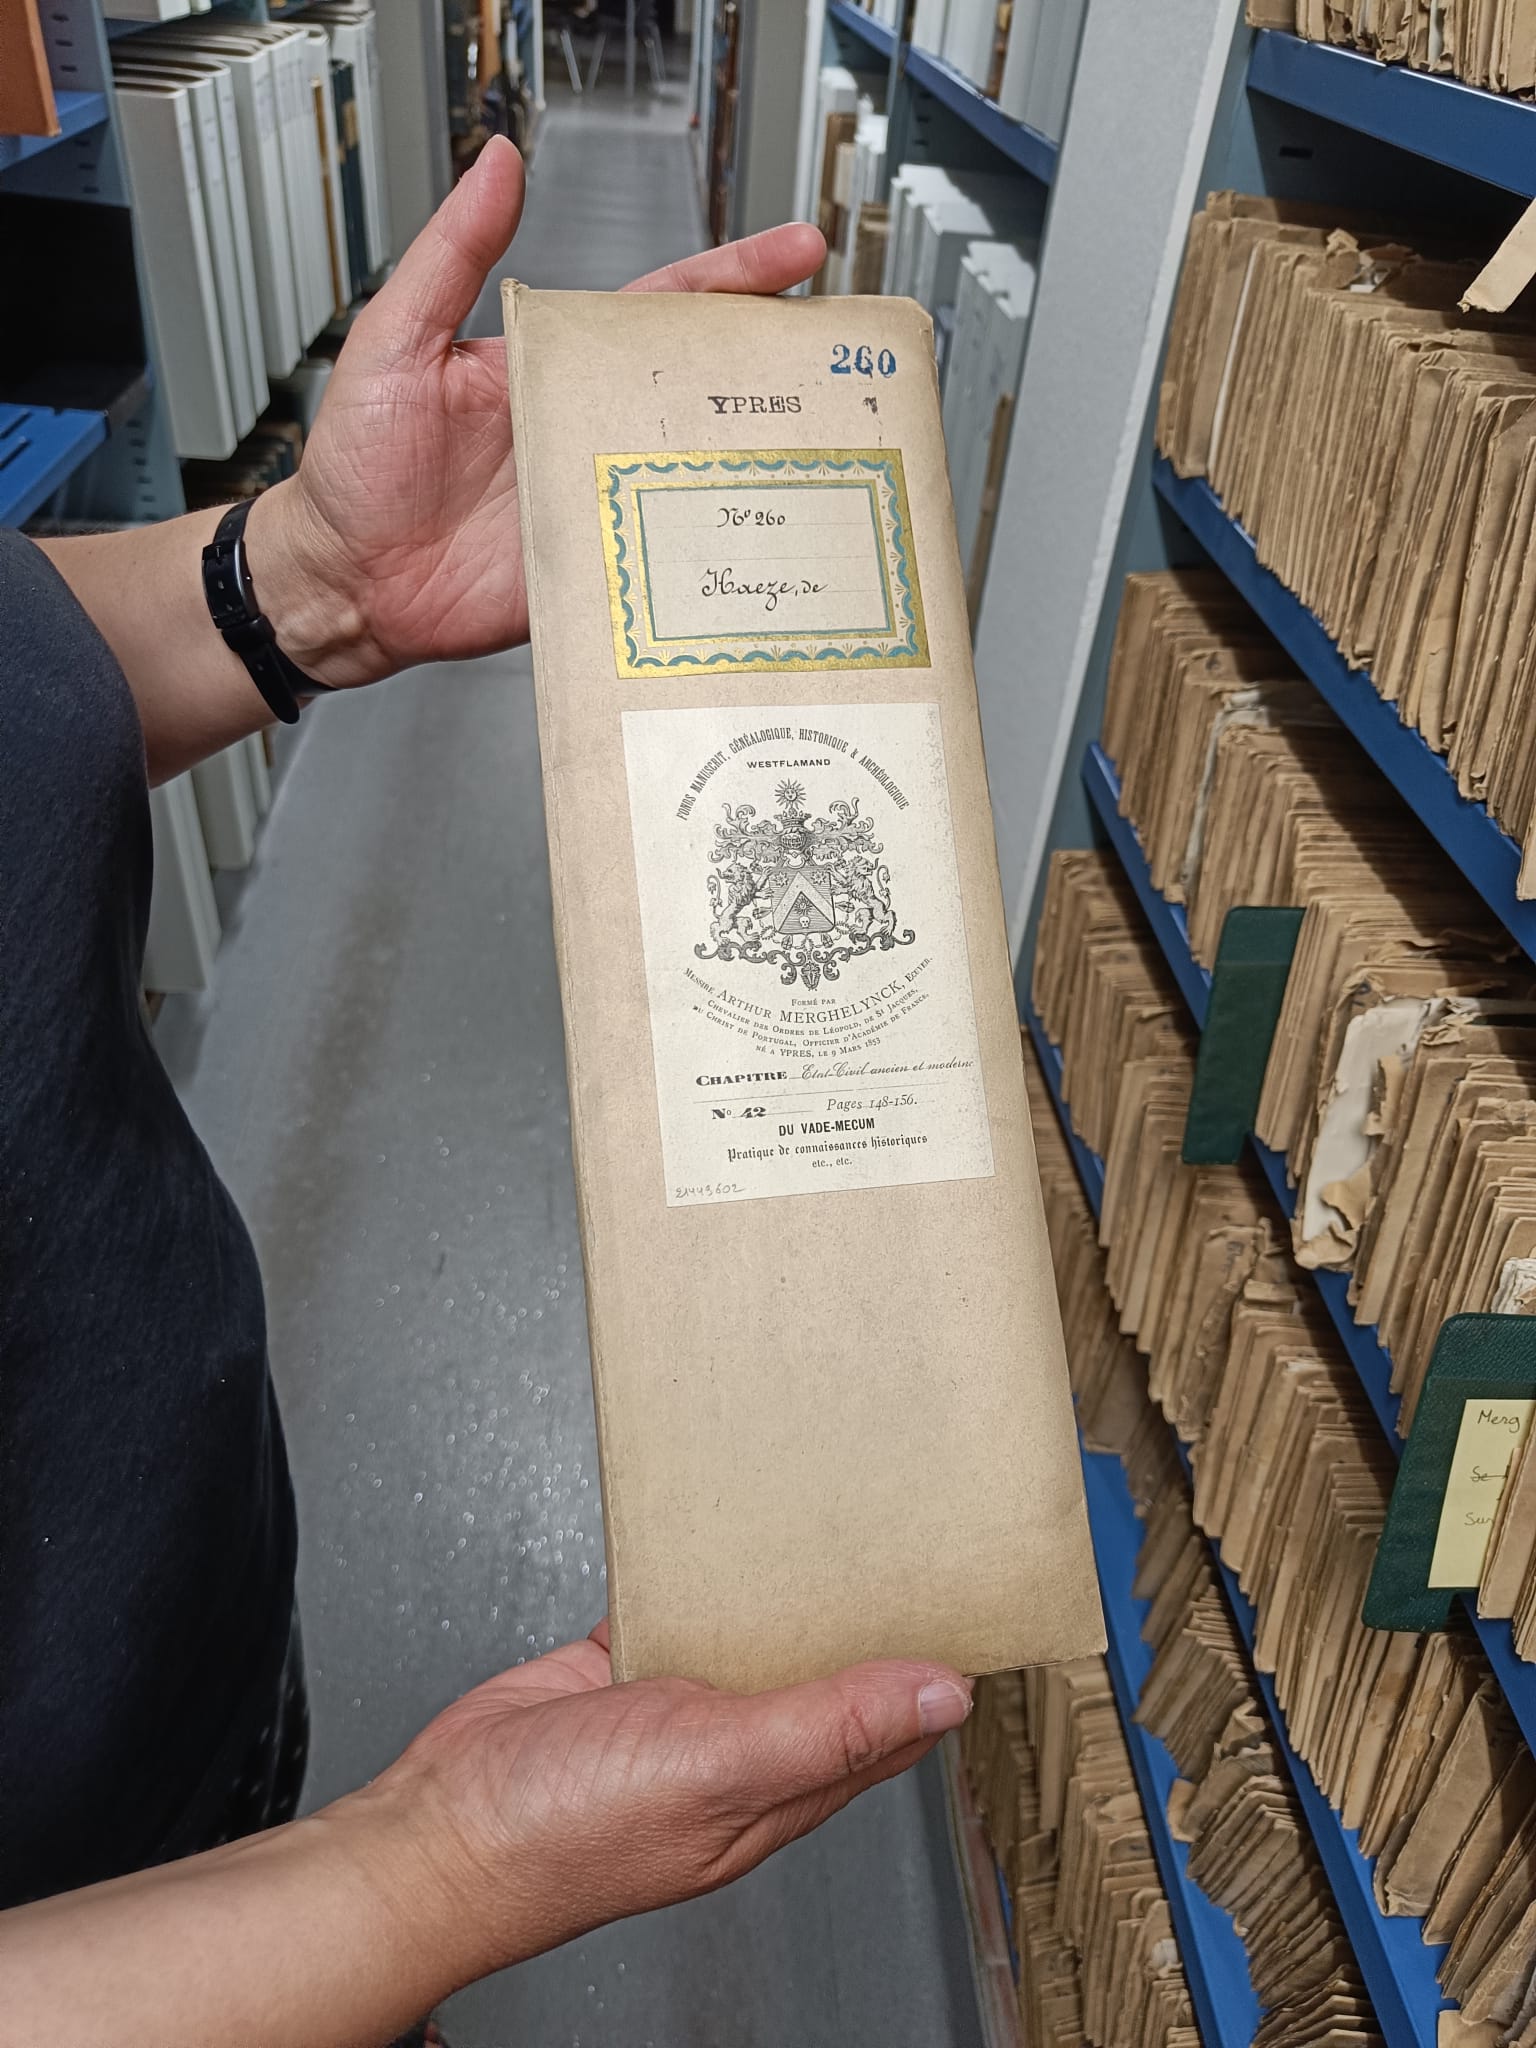 260
YPRES
Nº 260
Haeze, de
FONDS MANUSCRIT, GÉNÉALOGIQUE, HISTORIQUE & ARCHÉOLOGIQUE
WESTFLAMAND
FORMÉ PAR
MESSIRE ARTHUR MERGHELYNCK, ECUYER.
CHEVALIER DES ORDRES DE LÉOPOLD, DE ST JACQUES,
DU CHRIST DE PORTUGAL, OFFICIER D'ACADÉMIE DE FRANCE,
NÉ A YPRES, LE 9 MARS 1853
CHAPITRE Etat-Civil ancien et moderne
Nº 42 Pages 148-156.
DU VADE-MECUM
Pratique de connaissances historiques
etc., etc.
21443602
Merg